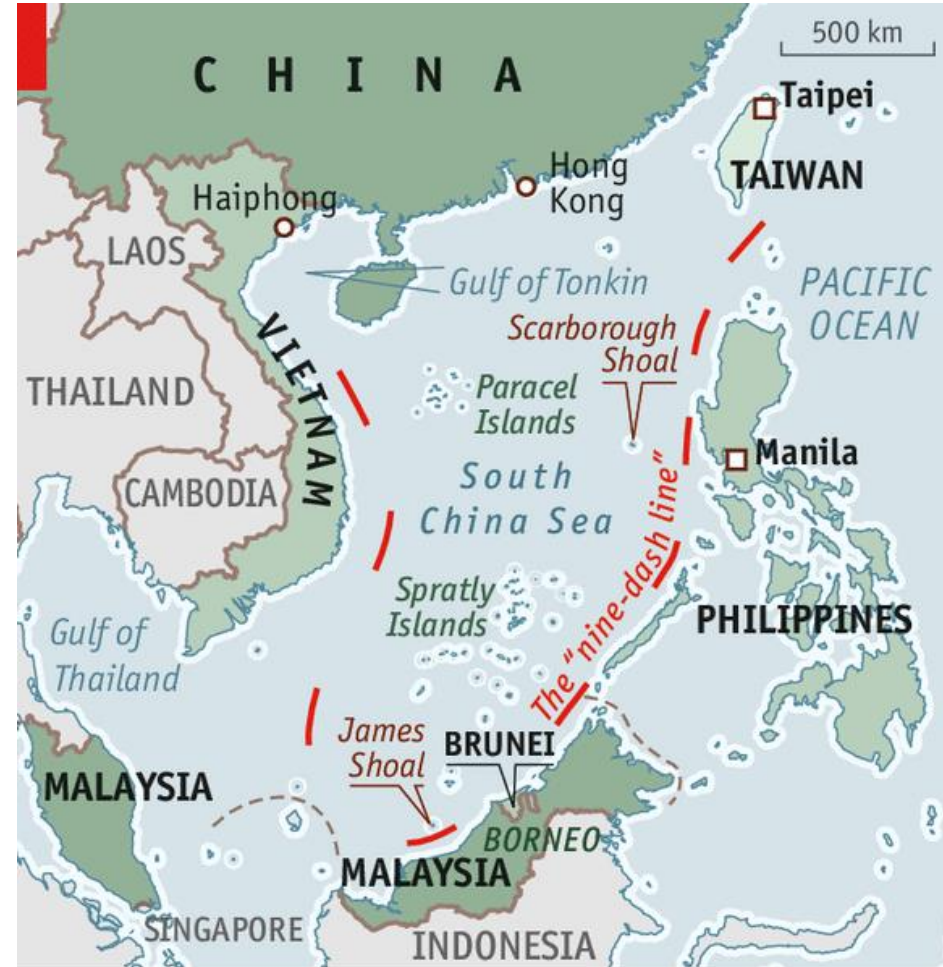 500 km
CHINA
Taipei
TAIWAN
Hong
Kong
Haiphong
LAOS
Gulf of Tonkin
PACIFIC
OCEAN
Scarborough
Shoal
VIETNAM
THAILAND
Paracel
Islands
Manila
CAMBODIA
South
China Sea
The "nine-dash line"
Spratly
Islands
PHILIPPINES
Gulf of
Thailand
James
Shoal
BRUNEI
MALAYSIA
BORNEO
MALAYSIA
SINGAPORE
INDONESIA